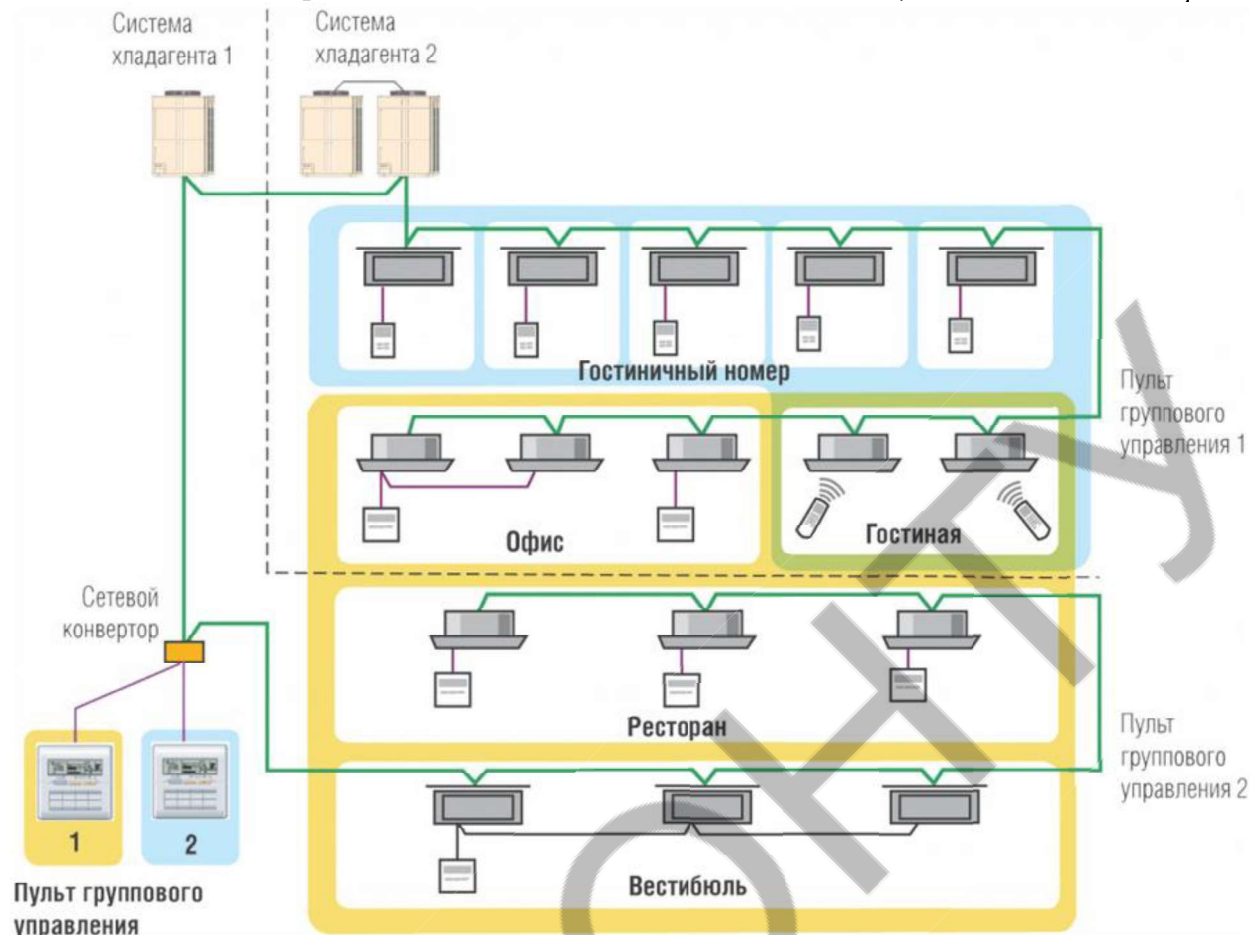 Система
хладагента 1
Система
хладагента 2
Гостиничный номер
Пульт
группового
управления 1
Офис
Гостиная
Сетевой
конвертор
Ресторан
Пульт
группового
управления 2
1
2
Вестибюль
Пульт группового
управления
ОНТУ